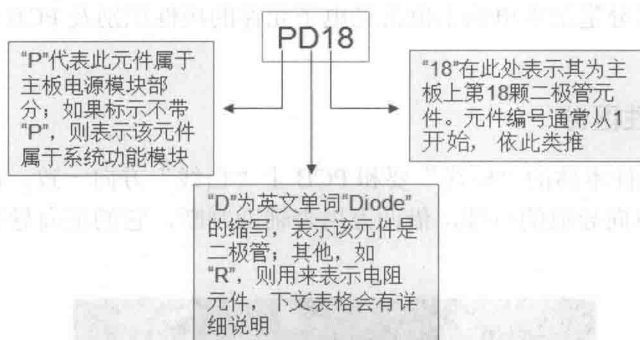 PD18
“P”代表此元件属于
主板电源模块部
分；如果标示不带
“P”，则表示该元件
属于系统功能模块
“18”在此处表示其为主
板上第18颗二极管元
件。元件编号通常从1
开始， 依此类推
“D”为英文单词“Diode”
的缩写，表示该元件是
二极管；其他，如
“R”，则用来表示电阻
元件，下文表格会有详
细说明